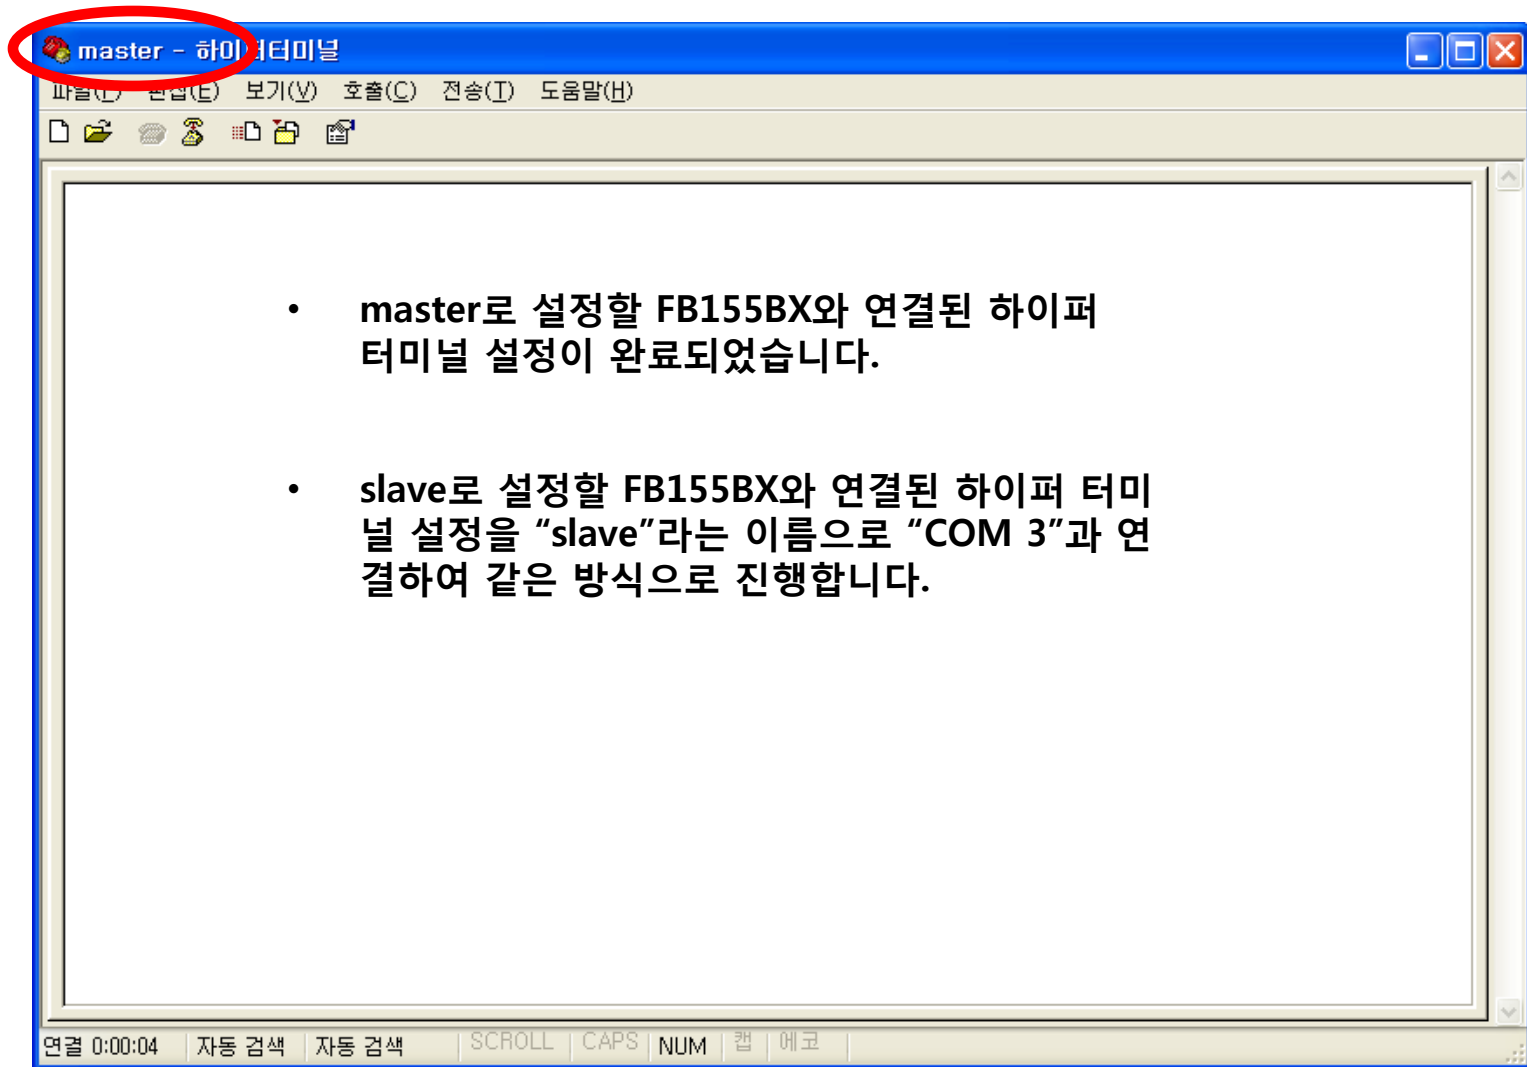 master - 하이퍼터미널
파일(F) 편집(E) 보기(V) 호출(C) 전송(T) 도움말(H)
• master로 설정할 FB155BX와 연결된 하이퍼
터미널 설정이 완료되었습니다.
• slave로 설정할 FB155BX와 연결된 하이퍼 터미
널 설정을 “slave”라는 이름으로 “COM 3”과 연
결하여 같은 방식으로 진행합니다.
연결 0:00:04 자동 검색 자동 검색 SCROLL CAPS NUM 캡 에코